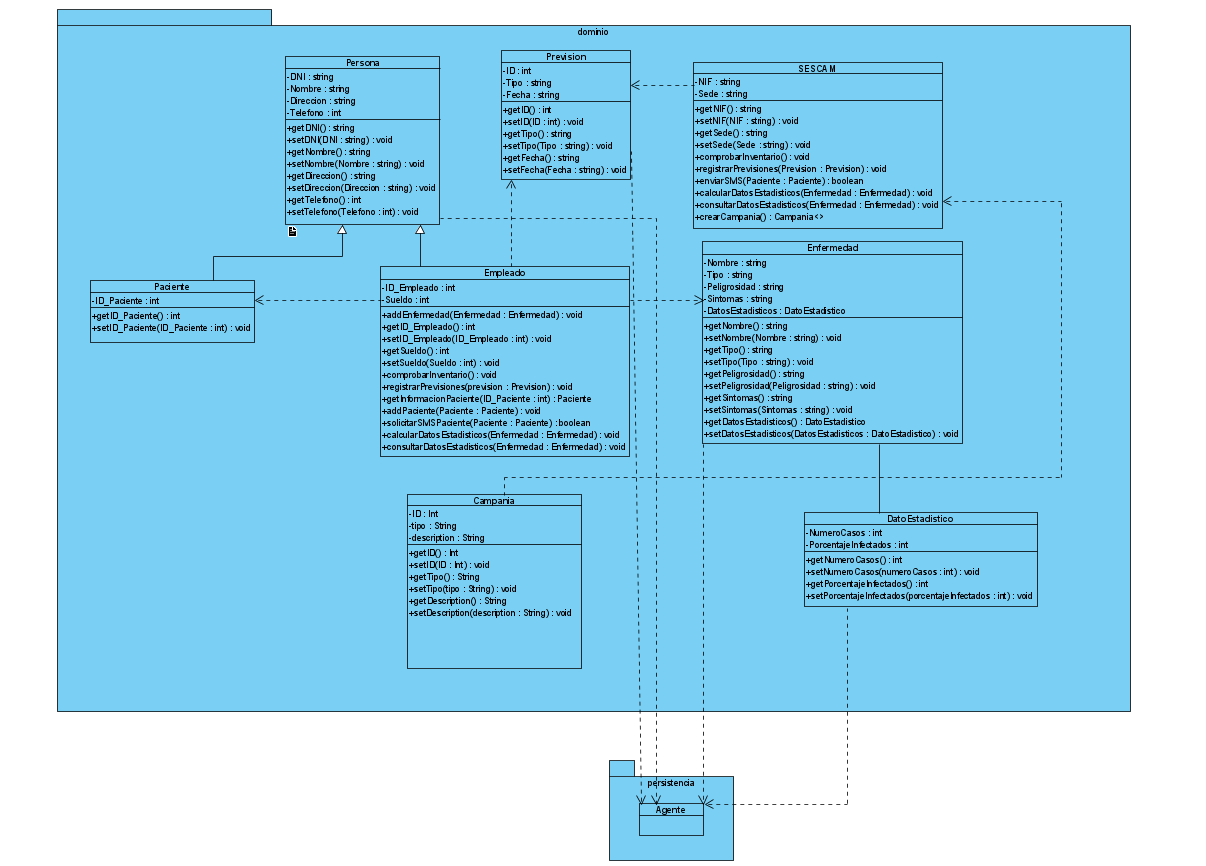 dominio
Persona
-DNI : string
-Nombre : string
-Direccion : string
-Telefono : int
+getDNI() : string
+setDNI(DNI : string) : void
+getNombre() : string
+setNombre(Nombre : string) : void
+getDireccion() : string
+setDireccion(Direccion : string) : void
+getTelefono() : int
+setTelefono(Telefono : int) : void
Prevision
-ID : int
-Tipo : string
-Fecha : string
+getID() : int
+setID(ID : int) : void
+getTipo() : string
+setTipo(Tipo : string) : void
+getFecha() : string
+setFecha(Fecha : string) : void
SESCAM
-NIF : string
-Sede : string
+getNIF() : string
+setNIF(NIF : string) : void
+getSede() : string
+setSede(Sede : string) : void
+comprobarInventario() : void
+registrarPrevisiones(Prevision : Prevision) : void
+enviarSMS(Paciente : Paciente) : boolean
+calcularDatosEstadisticos(Enfermedad : Enfermedad) : void
+consultarDatosEstadisticos(Enfermedad : Enfermedad) : void
+crearCampania() : Campania<>
Paciente
-ID_Paciente : int
+getID_Paciente() : int
+setID_Paciente(ID_Paciente : int) : void
Empleado
-ID_Empleado : int
-Sueldo : int
+addEnfermedad(Enfermedad : Enfermedad) : void
+getID_Empleado() : int
+setID_Empleado(ID_Empleado : int) : void
+getSueldo() : int
+setSueldo(Sueldo : int) : void
+comprobarInventario() : void
+registrarPrevisiones(prevision : Prevision) : void
+getInformacionPaciente(ID_Paciente : int) : Paciente
+addPaciente(Paciente : Paciente) : void
+solicitarSMSPaciente(Paciente : Paciente) : boolean
+calcularDatosEstadisticos(Enfermedad : Enfermedad) : void
+consultarDatosEstadisticos(Enfermedad : Enfermedad) : void
Enfermedad
-Nombre : string
-Tipo : string
-Peligrosidad : string
-Sintomas : string
-DatosEstadisticos : DatoEstadistico
+getNombre() : string
+setNombre(Nombre : string) : void
+getTipo() : string
+setTipo(Tipo : string) : void
+getPeligrosidad() : string
+setPeligrosidad(Peligrosidad : string) : void
+getSintomas() : string
+setSintomas(Sintomas : string) : void
+getDatosEstadisticos() : DatoEstadistico
+setDatosEstadisticos(DatosEstadisticos : DatoEstadistico) : void
Campania
-ID : Int
-tipo : String
-description : String
+getID() : Int
+setID(ID : Int) : void
+getTipo() : String
+setTipo(tipo : String) : void
+getDescription() : String
+setDescription(description : String) : void
DatoEstadistico
-NumeroCasos : int
-PorcentajeInfectados : int
+getNumeroCasos() : int
+setNumeroCasos(numeroCasos : int) : void
+getPorcentajeInfectados() : int
+setPorcentajeInfectados(porcentajeInfectados : int) : void
persistencia
Agente